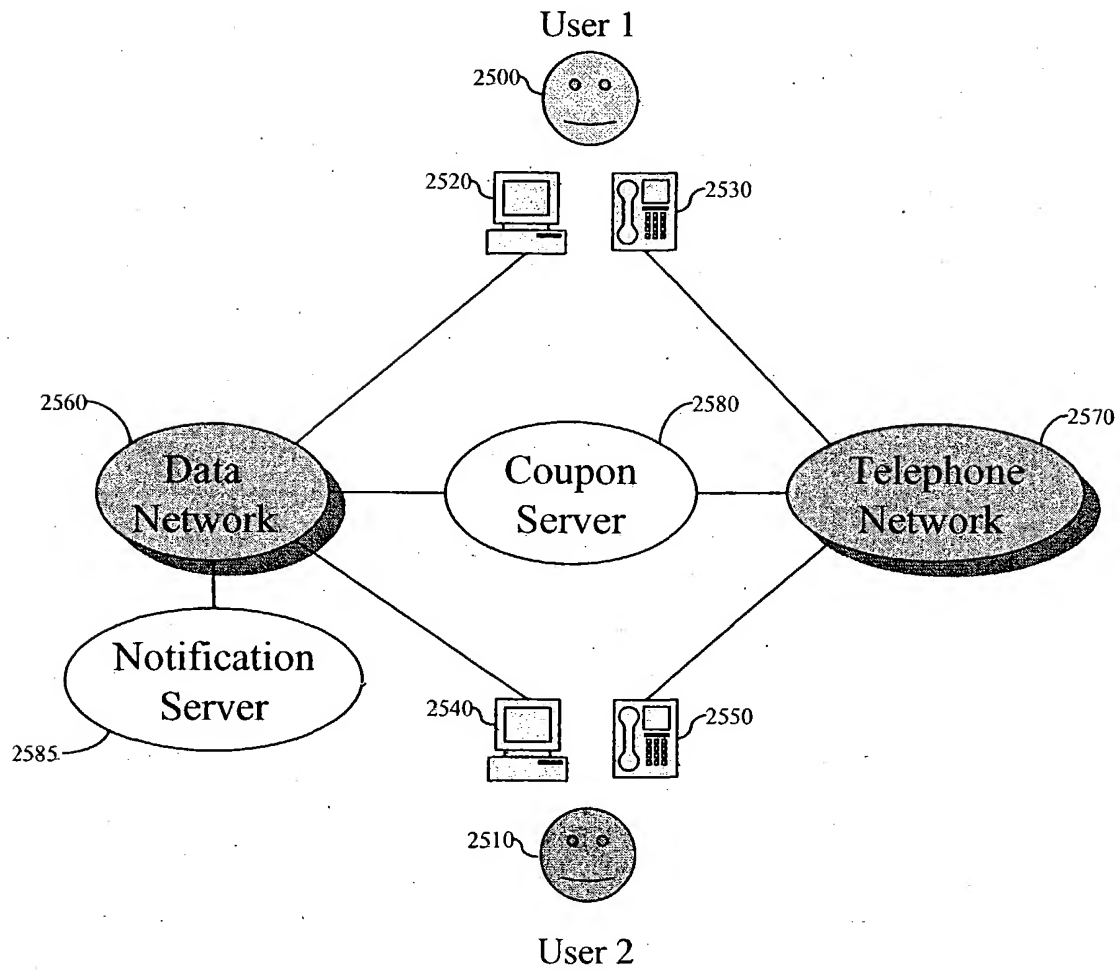 User 1
2500
2520
2530
2560
2580
2570
Data
Network
Coupon
Server
Telephone
Network
Notification
Server
2585
2540
2550
2510
User 2